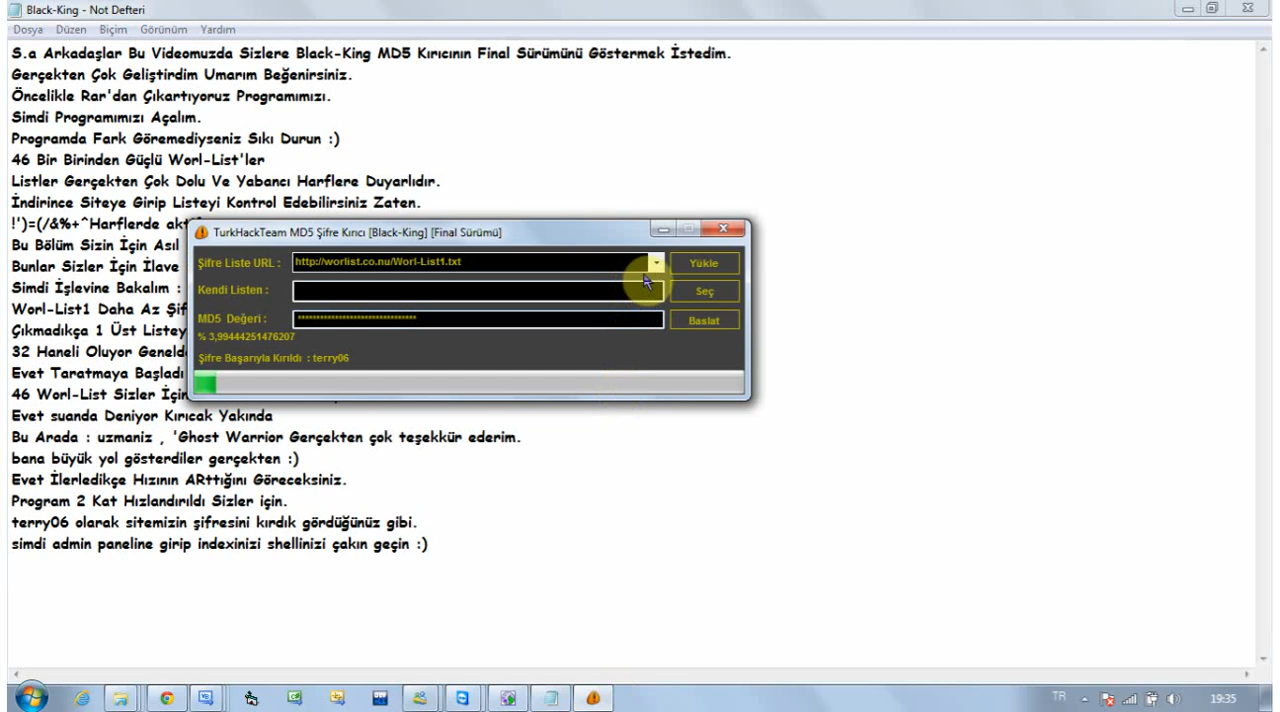 Black-King - Not Defteri
Dosya Düzen Biçim Görünüm Yardım
S.a Arkadaşlar Bu Videomuzda Sizlere Black-King MD5 Kırıcının Final Sürümünü Göstermek İstedim.
Gerçekten Çok Geliştirdim Umarım Beğenirsiniz.
Öncelikle Rar'dan Çıkartıyoruz Programımızı.
Simdi Programımızı Açalım.
Programda Fark Göremediyseniz Sıkı Durun :)
46 Bir Birinden Güçlü Worl-List'ler
Listler Gerçekten Çok Dolu Ve Yabancı Harflere Duyarlıdır.
İndirince Siteye Girip Listeyi Kontrol Edebilirsiniz Zaten.
!')=(/&%+^Harflerde
Bu Bölüm Sizin İçin Asıl
Bunlar Sizler İçin İlave
Simdi İşlevine Bakalım :
Worl-List1 Daha Az Şif
Çıkmadıkça 1 Üst Listey
32 Haneli Oluyor Genelde
Evet Taratmaya Başladı
46 Worl-List Sizler İçin
Evet suanda Deniyor Kırıcak Yakında
Bu Arada : uzmaniz , 'Ghost Warrior Gerçekten çok teşekkür ederim.
bana büyük yol gösterdiler gerçekten :)
Evet İlerledikçe Hızının ARttığını Göreceksiniz.
Program 2 Kat Hızlandırıldı Sizler için.
terry06 olarak sitemizin şifresini kırdık gördüğünüz gibi.
simdi admin paneline girip indexinizi shellinizi çakın geçin :)
TurkHackTeam MD5 Şifre Kırıcı [Black-King] [Final Sürümü]
Şifre Liste URL : http://worlist.co.nu/Worl-List1.txt Yükle
Kendi Listen : Seç
MD5 Değeri : ******************************** Baslat
% 3,99444251476207
Şifre Başarıyla Kırıldı : terry06
TR 19:35